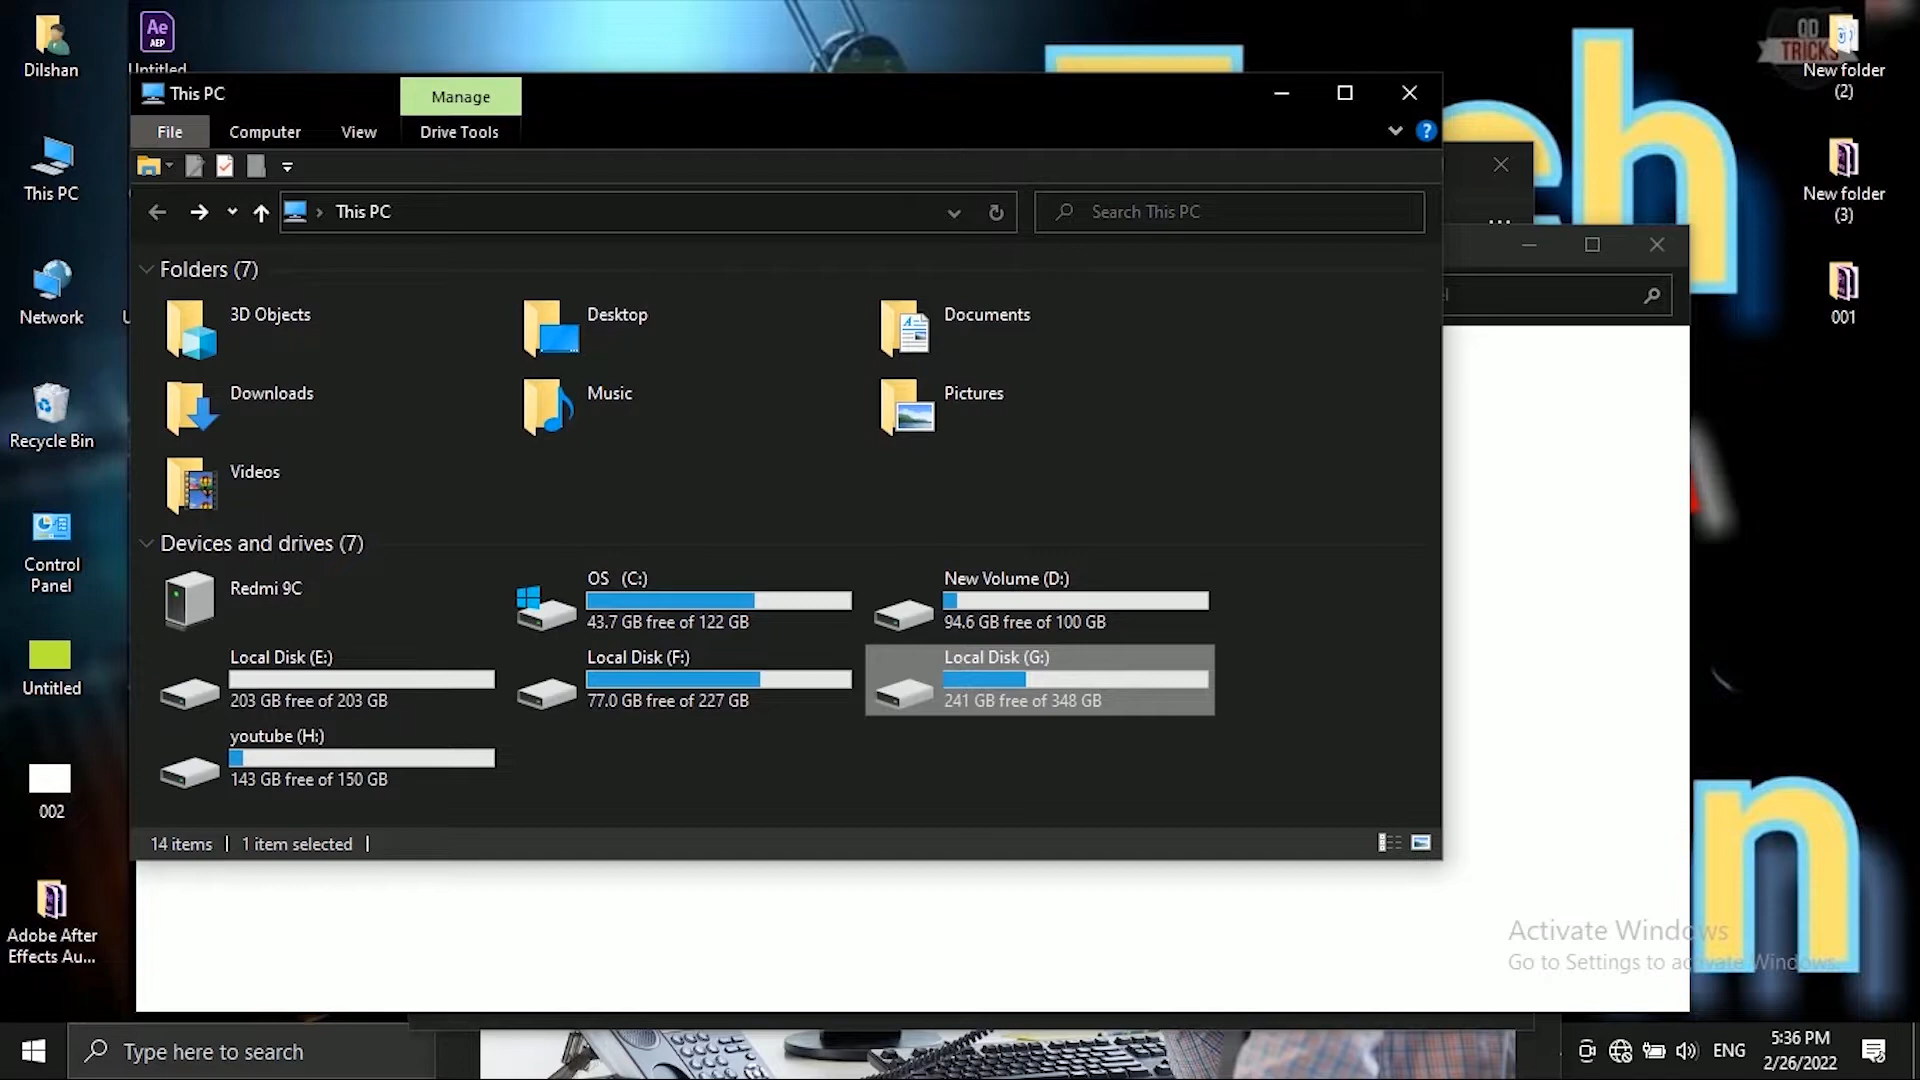 Dilshan
Untitled
This PC
Network
Recycle Bin
Control
Panel
Untitled
002
Adobe After
Effects Au...
Ae
AEP
This PC
Manage
File
Computer
View
Drive Tools
?
This PC
Search This PC
Folders (7)
3D Objects
Desktop
Documents
Downloads
Music
Pictures
Videos
Devices and drives (7)
Redmi 9C
OS (C:)
43.7 GB free of 122 GB
New Volume (D:)
94.6 GB free of 100 GB
Local Disk (E:)
203 GB free of 203 GB
Local Disk (F:)
77.0 GB free of 227 GB
Local Disk (G:)
241 GB free of 348 GB
youtube (H:)
143 GB free of 150 GB
14 items
1 item selected
QD
TRICKS
New folder
(2)
New folder
(3)
001
Activate Windows
Go to Settings to activate Windows.
Type here to search
ENG
5:36 PM
2/26/2022